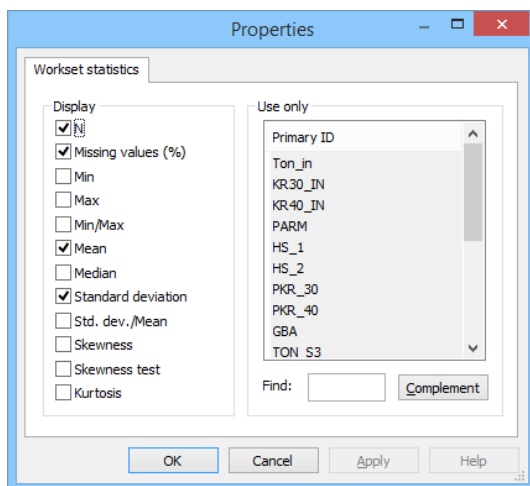 Properties
Workset statistics
Display
N
Missing values (%)
Min
Max
Min/Max
Mean
Median
Standard deviation
Std. dev./Mean
Skewness
Skewness test
Kurtosis
Use only
Primary ID
Ton_in
KR30_IN
KR40_IN
PARM
HS_1
HS_2
PKR_30
PKR_40
GBA
TON_S3
Find:
Complement
OK
Cancel
Apply
Help